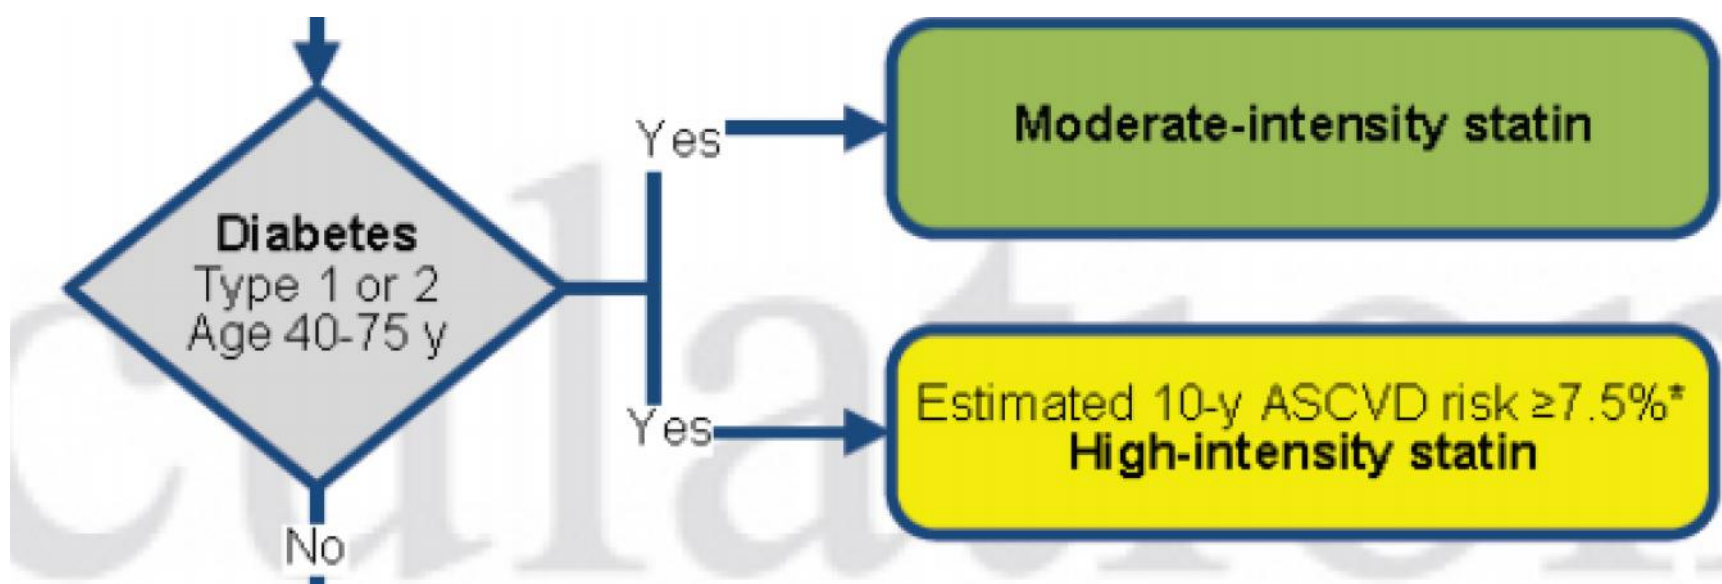 Diabetes
Type 1 or 2
Age 40-75 y
Yes
Moderate-intensity statin
Yes
Estimated 10-y ASCVD risk ≥7.5%*
High-intensity statin
No